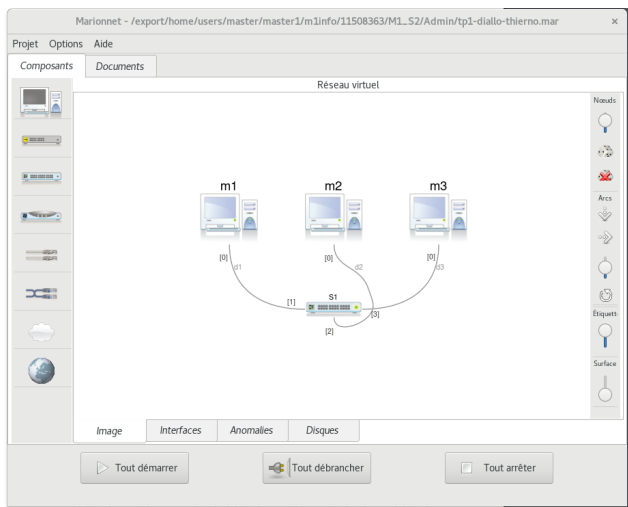 Marionnet - /export/home/users/master/master1/m1info/11508363/M1_S2/Admin/tp1-diallo-thierno.mar
×
Projet Options Aide
Composants Documents
Réseau virtuel
Nœuds
m1 m2 m3
Arcs
[0] [0] [0]
d1 d2 d3
S1
[1]
[3]
[2]
Étiquett
Surface
Image Interfaces Anomalies Disques
Tout démarrer Tout débrancher Tout arrêter